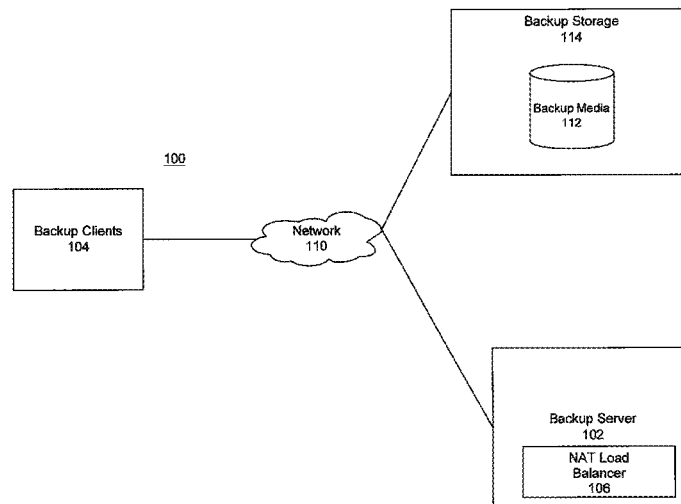 Backup Storage
114
Backup Media
112
100
Backup Clients
104
Network
110
Backup Server
102
NAT Load
Balancer
106